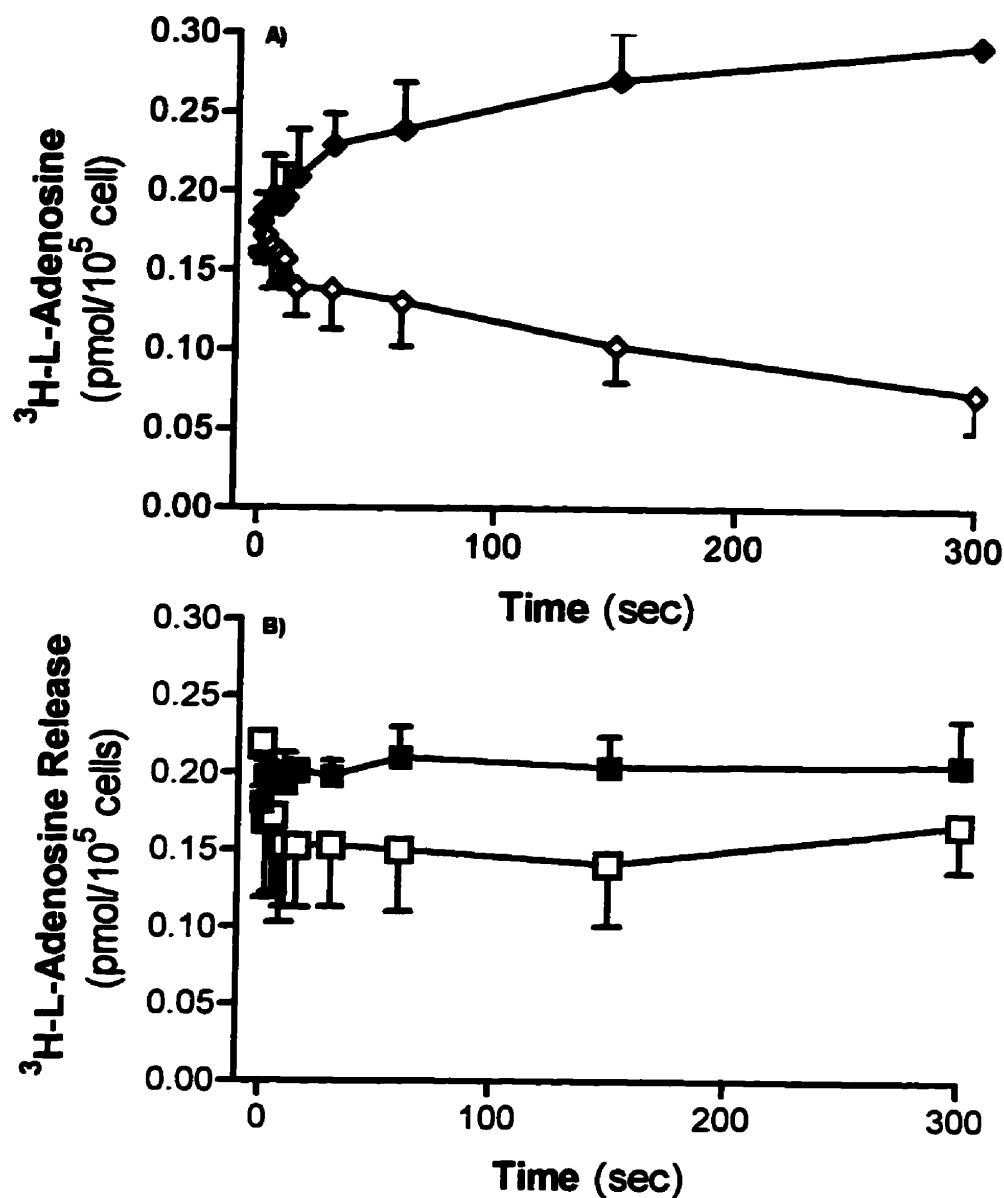 A)
0.30
0.25
0.20
0.15
0.10
0.05
0.00
³H-L-Adenosine
(pmol/10⁵ cell)
0
100
200
300
Time (sec)
B)
0.30
0.25
0.20
0.15
0.10
0.05
0.00
³H-L-Adenosine Release
(pmol/10⁵ cells)
0
100
200
300
Time (sec)